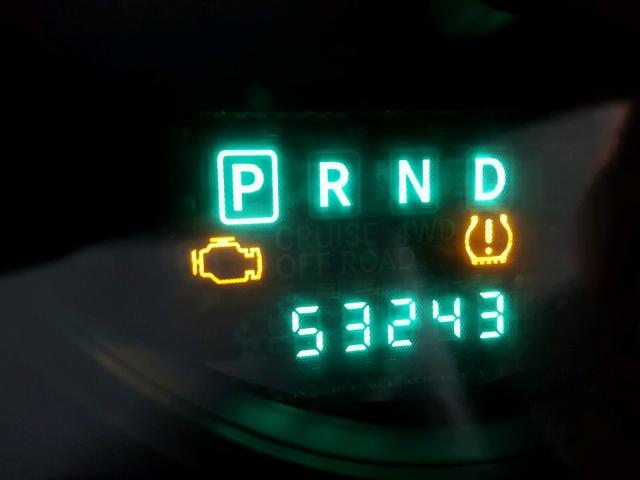 P R N D
CRUISE 4WD
OFF ROAD
53243